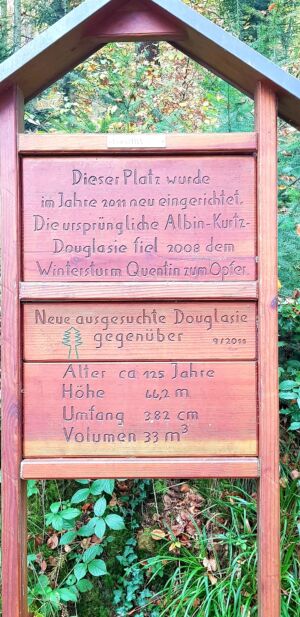 Dieser Platz wurde
im Jahre 2011 neu eingerichtet.
Die ursprüngliche Albin-Kurtz-
Douglasie fiel 2008 dem
Wintersturm Quentin zum Opfer.
Neue ausgesuchte Douglasie
gegenüber 9/2011
Alter ca 125 Jahre
Höhe 66,2 m
Umfang 3,82 cm
Volumen 33 m³